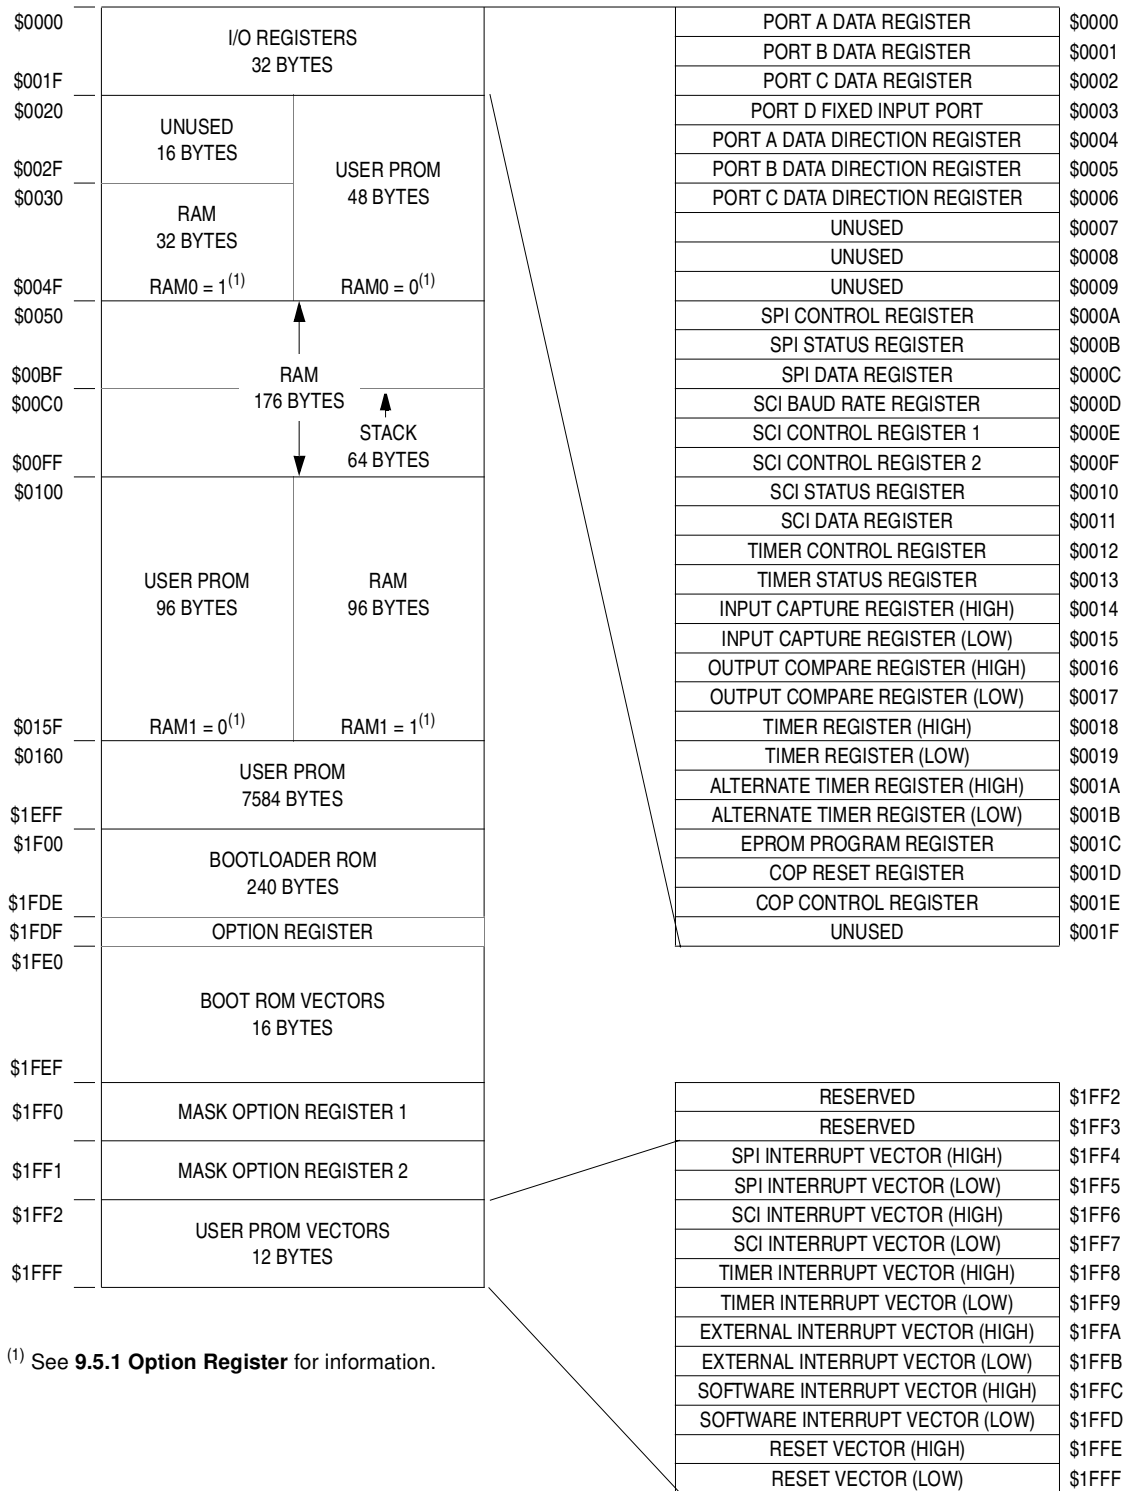 $0000
I/O REGISTERS
32 BYTES
$001F
$0020
UNUSED
16 BYTES
$002F
USER PROM
48 BYTES
$0030
RAM
32 BYTES
$004F
RAM0 = 1(1)
RAM0 = 0(1)
$0050
$00BF
RAM
176 BYTES
$00C0
STACK
64 BYTES
$00FF
$0100
USER PROM
96 BYTES
RAM
96 BYTES
$015F
RAM1 = 0(1)
RAM1 = 1(1)
$0160
USER PROM
7584 BYTES
$1EFF
$1F00
BOOTLOADER ROM
240 BYTES
$1FDE
$1FDF
OPTION REGISTER
$1FE0
BOOT ROM VECTORS
16 BYTES
$1FEF
$1FF0
MASK OPTION REGISTER 1
$1FF1
MASK OPTION REGISTER 2
$1FF2
USER PROM VECTORS
12 BYTES
$1FFF
(1) See 9.5.1 Option Register for information.
PORT A DATA REGISTER $0000
PORT B DATA REGISTER $0001
PORT C DATA REGISTER $0002
PORT D FIXED INPUT PORT $0003
PORT A DATA DIRECTION REGISTER $0004
PORT B DATA DIRECTION REGISTER $0005
PORT C DATA DIRECTION REGISTER $0006
UNUSED $0007
UNUSED $0008
UNUSED $0009
SPI CONTROL REGISTER $000A
SPI STATUS REGISTER $000B
SPI DATA REGISTER $000C
SCI BAUD RATE REGISTER $000D
SCI CONTROL REGISTER 1 $000E
SCI CONTROL REGISTER 2 $000F
SCI STATUS REGISTER $0010
SCI DATA REGISTER $0011
TIMER CONTROL REGISTER $0012
TIMER STATUS REGISTER $0013
INPUT CAPTURE REGISTER (HIGH) $0014
INPUT CAPTURE REGISTER (LOW) $0015
OUTPUT COMPARE REGISTER (HIGH) $0016
OUTPUT COMPARE REGISTER (LOW) $0017
TIMER REGISTER (HIGH) $0018
TIMER REGISTER (LOW) $0019
ALTERNATE TIMER REGISTER (HIGH) $001A
ALTERNATE TIMER REGISTER (LOW) $001B
EPROM PROGRAM REGISTER $001C
COP RESET REGISTER $001D
COP CONTROL REGISTER $001E
UNUSED $001F
RESERVED $1FF2
RESERVED $1FF3
SPI INTERRUPT VECTOR (HIGH) $1FF4
SPI INTERRUPT VECTOR (LOW) $1FF5
SCI INTERRUPT VECTOR (HIGH) $1FF6
SCI INTERRUPT VECTOR (LOW) $1FF7
TIMER INTERRUPT VECTOR (HIGH) $1FF8
TIMER INTERRUPT VECTOR (LOW) $1FF9
EXTERNAL INTERRUPT VECTOR (HIGH) $1FFA
EXTERNAL INTERRUPT VECTOR (LOW) $1FFB
SOFTWARE INTERRUPT VECTOR (HIGH) $1FFC
SOFTWARE INTERRUPT VECTOR (LOW) $1FFD
RESET VECTOR (HIGH) $1FFE
RESET VECTOR (LOW) $1FFF